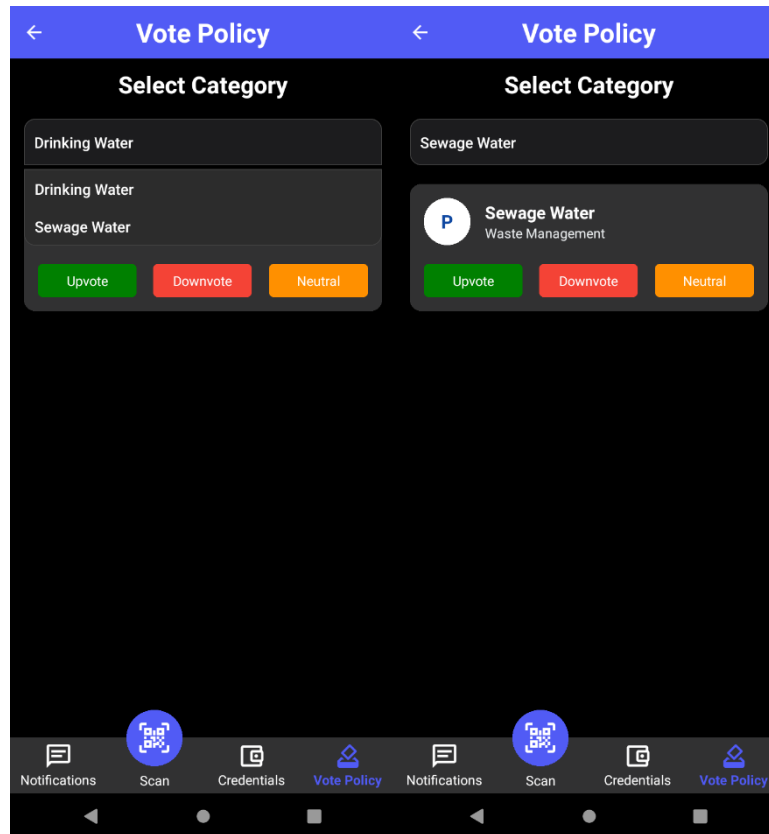 Vote Policy
Select Category
Drinking Water
Drinking Water
Sewage Water
Upvote Downvote Neutral
Notifications Scan Credentials Vote Policy
Vote Policy
Select Category
Sewage Water
P
Sewage Water
Waste Management
Upvote Downvote Neutral
Notifications Scan Credentials Vote Policy